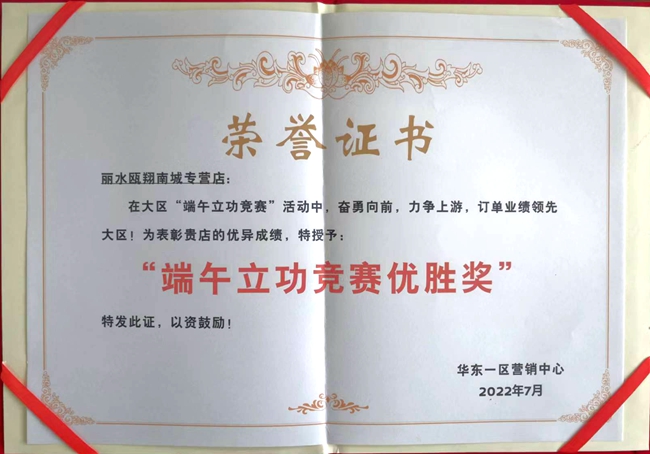 荣誉证书
丽水瓯翔南城专营店：
在大区“端午立功竞赛”活动中，奋勇向前，力争上游，订单业绩领先
大区！为表彰贵店的优异成绩，特授予：
“端午立功竞赛优胜奖”
特发此证，以资鼓励！
华东一区营销中心
2022年7月